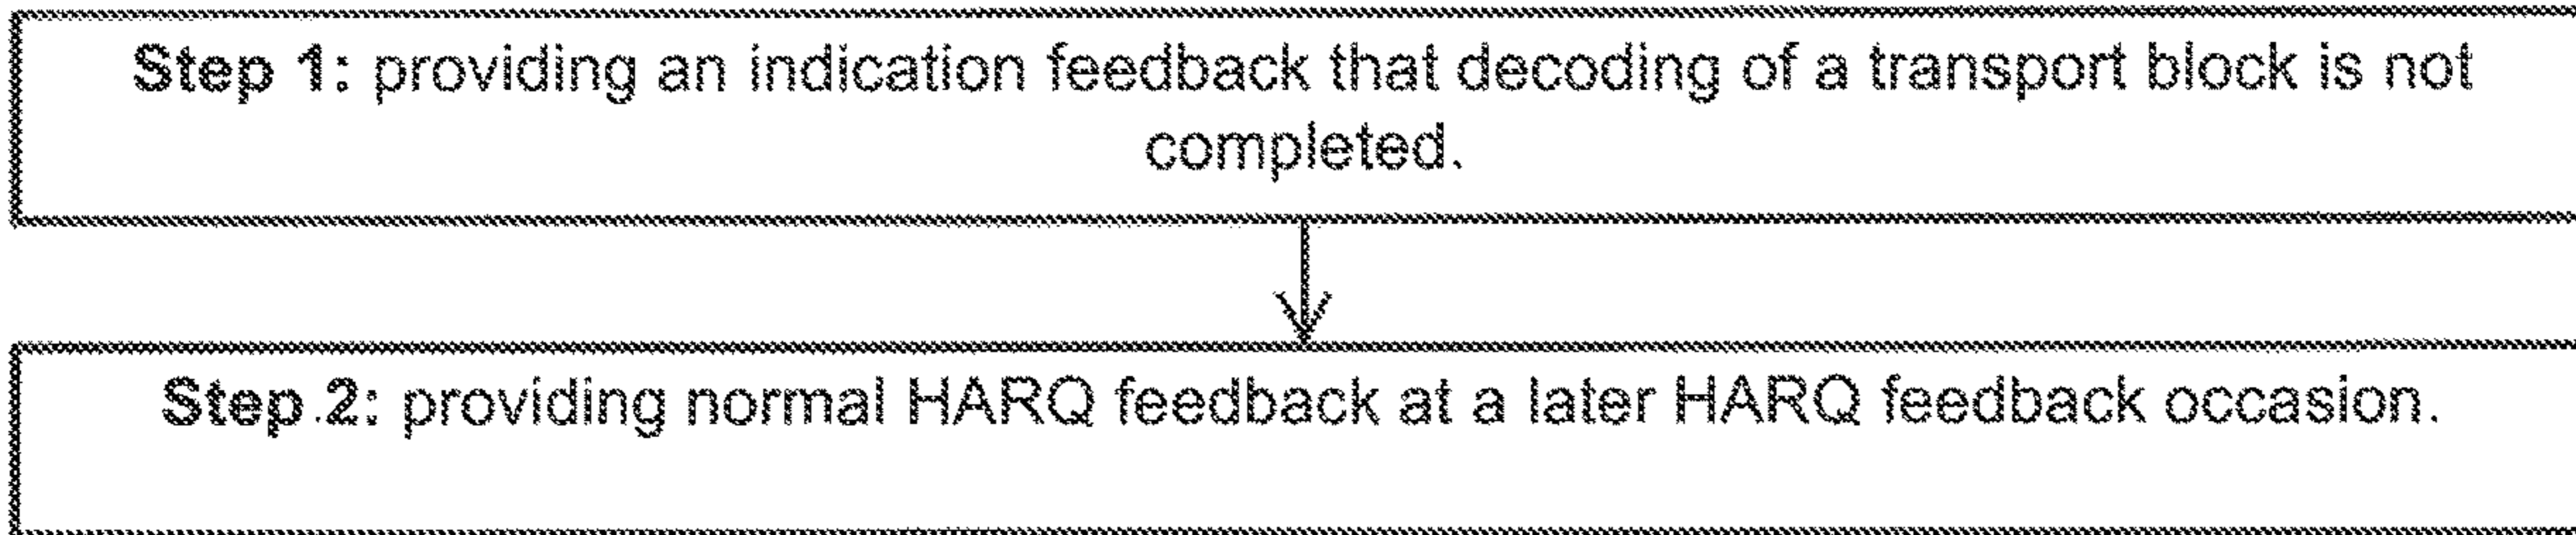 Step 1: providing an indication feedback that decoding of a transport block is not
completed.
Step 2: providing normal HARQ feedback at a later HARQ feedback occasion.